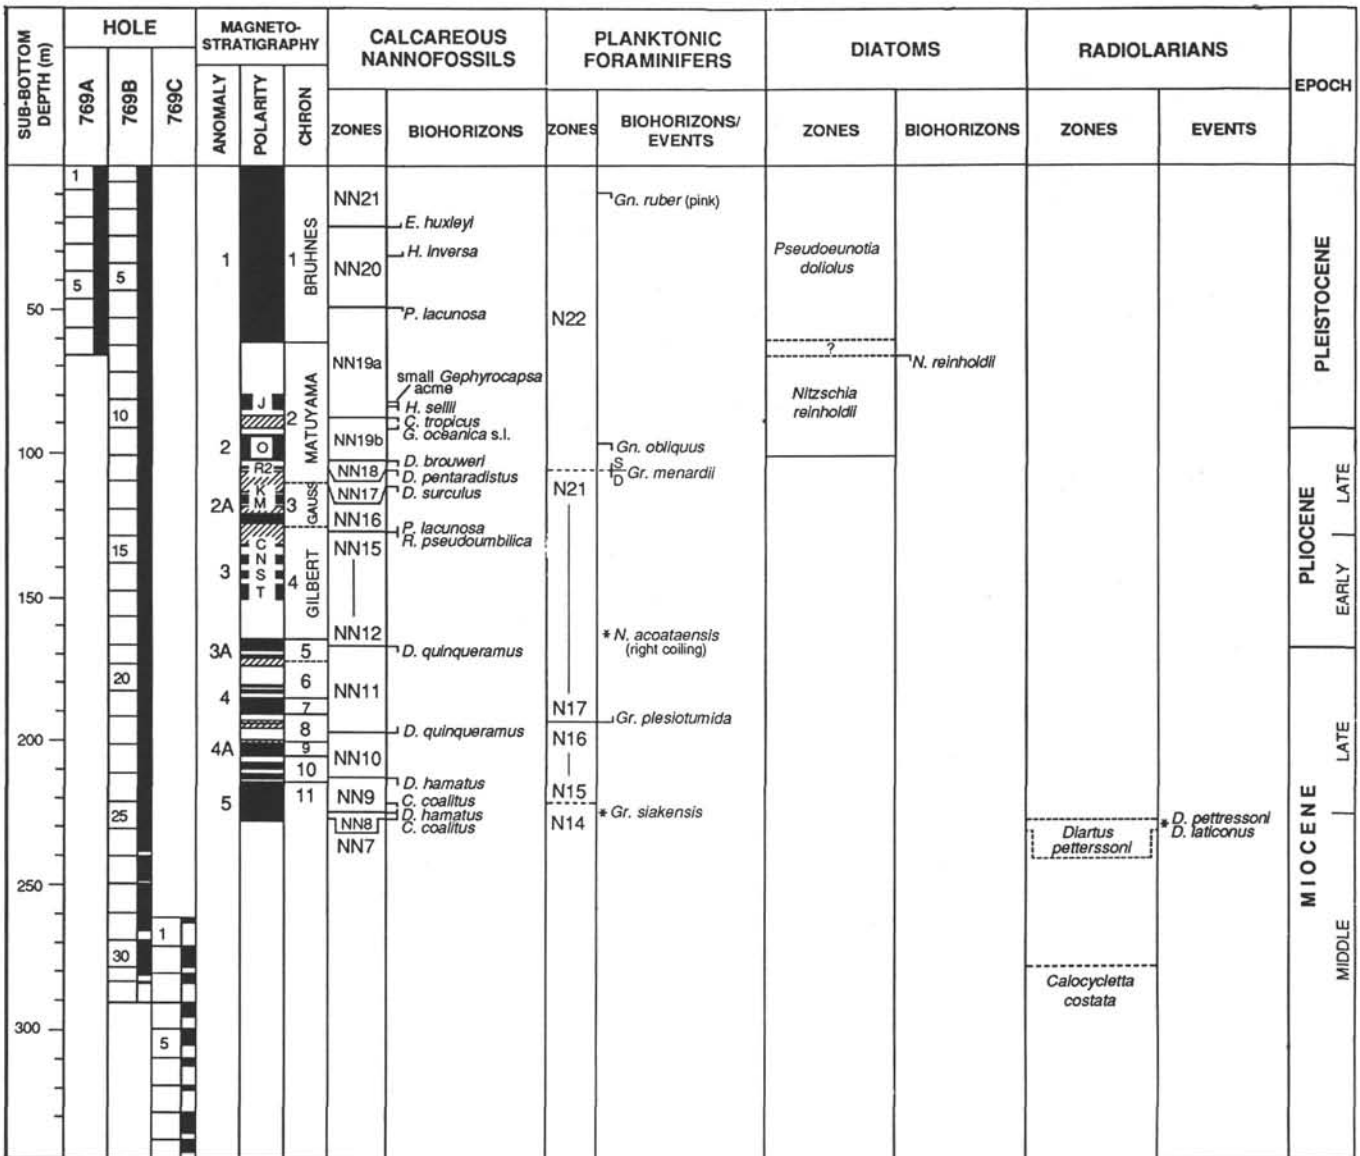 SUB-BOTTOM DEPTH (m)
HOLE
769A
769B
769C
MAGNETO-
STRATIGRAPHY
ANOMALY
POLARITY
CHRON
CALCAREOUS
NANNOFOSSILS
ZONES
BIOHORIZONS
PLANKTONIC
FORAMINIFERS
ZONES
BIOHORIZONS/
EVENTS
DIATOMS
ZONES
BIOHORIZONS
RADIOLARIANS
ZONES
EVENTS
EPOCH
50
100
150
200
250
300
1
5
5
10
15
20
25
30
1
5
1
2
2A
3
3A
4
4A
5
J
O
R2
K
M
C
N
S
T
1
BRUHNES
2
MATUYAMA
3
GAUSS
4
GILBERT
5
6
7
8
9
10
11
NN21
NN20
NN19a
NN19b
NN18
NN17
NN16
NN15
NN12
NN11
NN10
NN9
NN8
NN7
E. huxleyi
H. inversa
P. lacunosa
small Gephyrocapsa
acme
H. sellii
C. tropicus
G. oceanica s.l.
D. brouweri
D. pentaradistus
D. surculus
P. lacunosa
R. pseudoumbilica
D. quinqueramus
D. quinqueramus
D. hamatus
C. coalitus
D. hamatus
C. coalitus
N22
N21
N17
N16
N15
N14
Gn. ruber (pink)
Gn. obliquus
S
D
Gr. menardii
* N. acoataensis
(right coiling)
Gr. plesiotumida
* Gr. siakensis
Pseudoeunotia
doliolus
?
Nitzschia
reinholdii
N. reinholdii
Diartus
petterssoni
Calocycletta
costata
* D. pettressoni
D. laticonus
PLEISTOCENE
PLIOCENE
LATE
EARLY
MIOCENE
LATE
MIDDLE